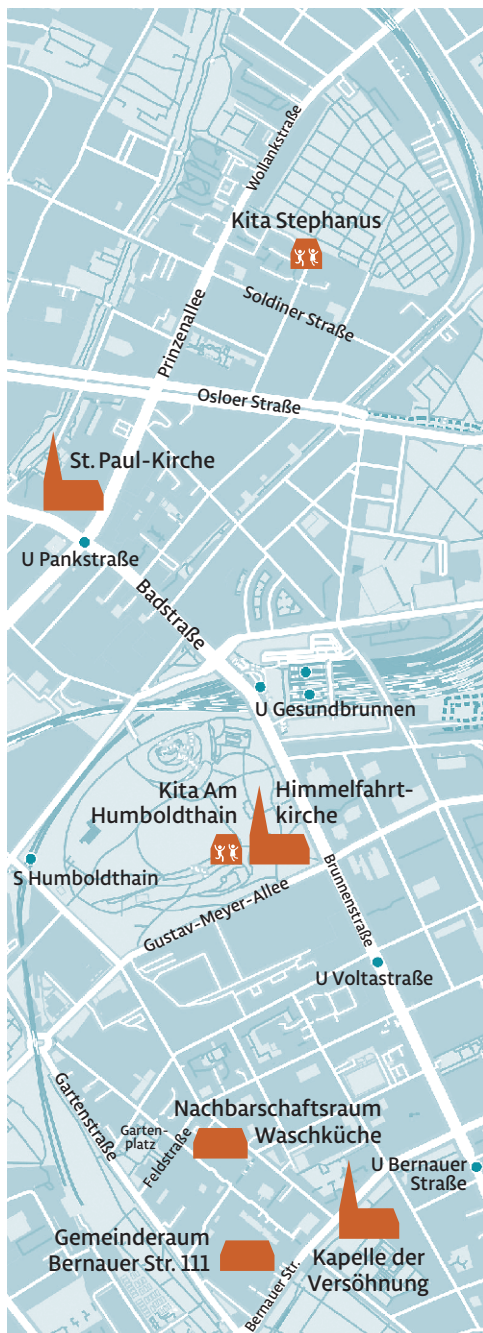 Wollankstraße
Kita Stephanus
Soldiner Straße
Prinzenallee
Osloer Straße
St. Paul-Kirche
U Pankstraße
Badstraße
U Gesundbrunnen
Kita Am
Humboldthain
Himmelfahrt-
kirche
S Humboldthain
Gustav-Meyer-Allee
Brunnenstraße
U Voltastraße
Gartenstraße
Garten-
platz
Feldstraße
Nachbarschaftsraum
Waschküche
U Bernauer
Straße
Gemeinderaum
Bernauer Str. 111
Bernauer Str.
Kapelle der
Versöhnung